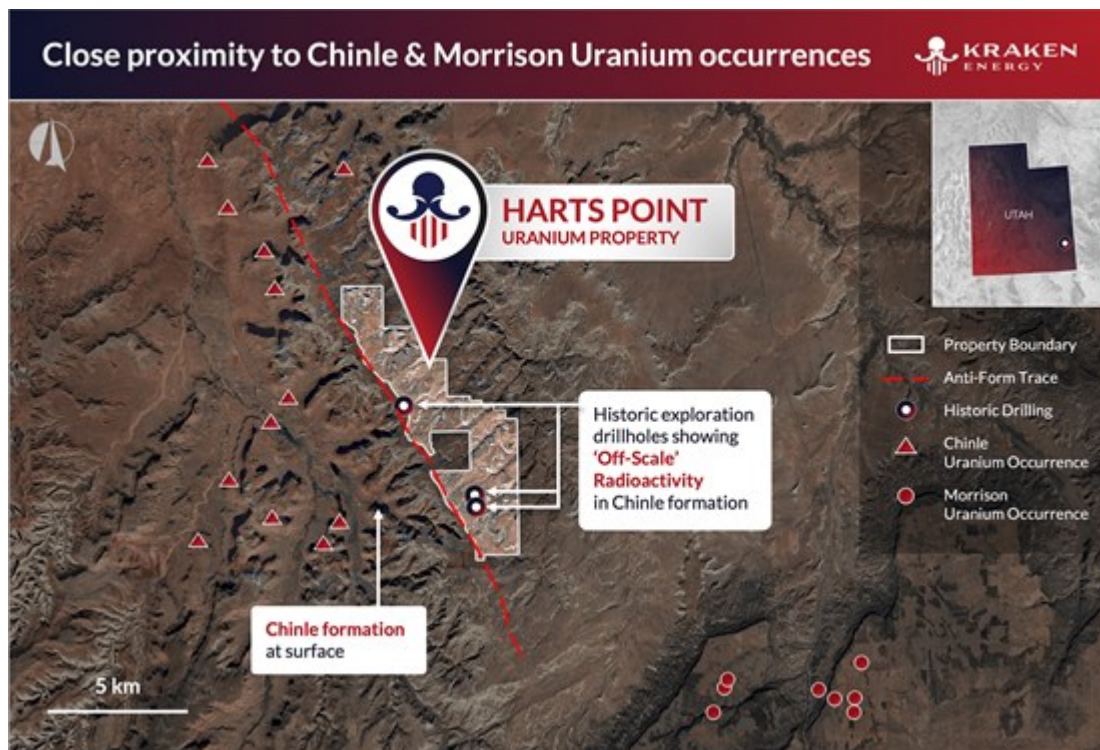 Close proximity to Chinle & Morrison Uranium occurrences
KRAKEN
ENERGY
HARTS POINT
URANIUM PROPERTY
UTAH
Property Boundary
Anti-Form Trace
Historic Drilling
Chinle
Uranium Occurrence
Morrison
Uranium Occurrence
Historic exploration
drillholes showing
‘Off-Scale’
Radioactivity
in Chinle formation
Chinle formation
at surface
5 km